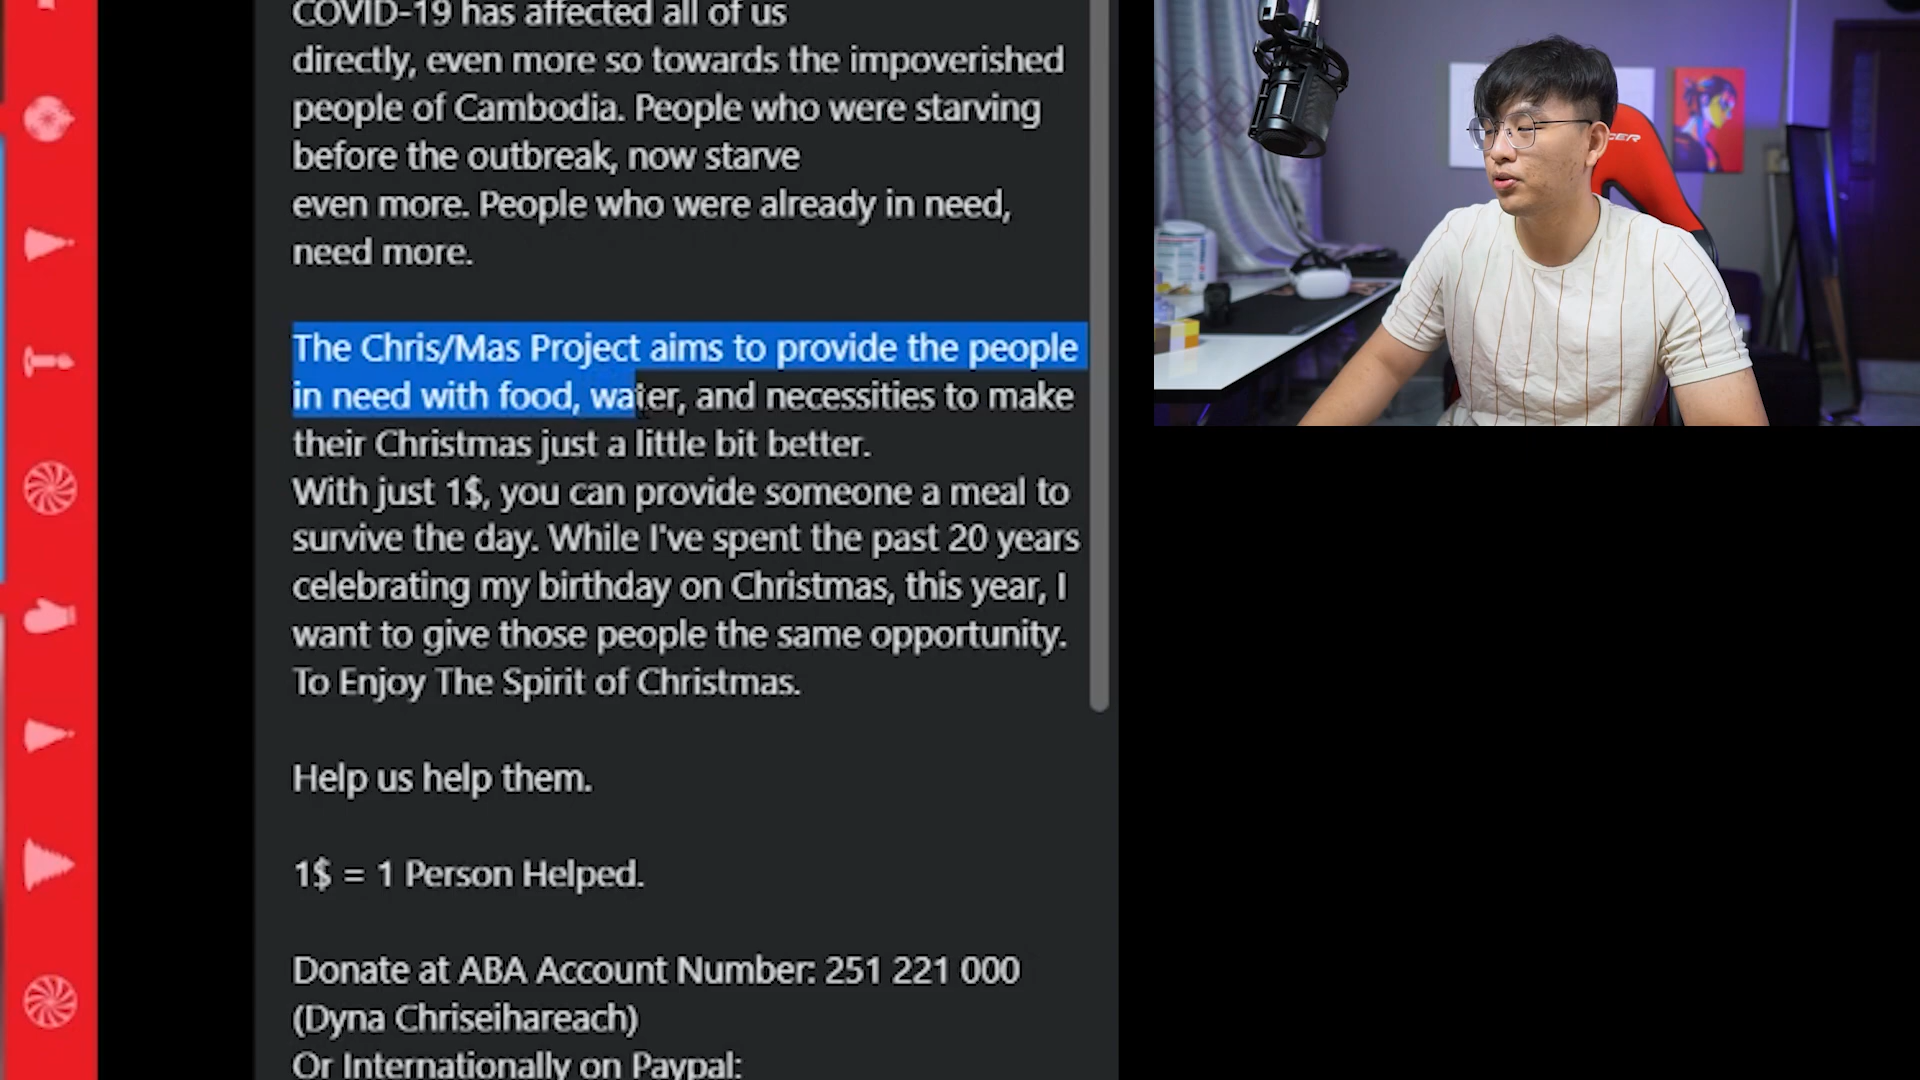 COVID-19 has affected all of us
directly, even more so towards the impoverished
people of Cambodia. People who were starving
before the outbreak, now starve
even more. People who were already in need,
need more.
The Chris/Mas Project aims to provide the people
in need with food, water, and necessities to make
their Christmas just a little bit better.
With just 1$, you can provide someone a meal to
survive the day. While I've spent the past 20 years
celebrating my birthday on Christmas, this year, I
want to give those people the same opportunity.
To Enjoy The Spirit of Christmas.
Help us help them.
1$ = 1 Person Helped.
Donate at ABA Account Number: 251 221 000
(Dyna Chriseihareach)
Or Internationally on Paypal: